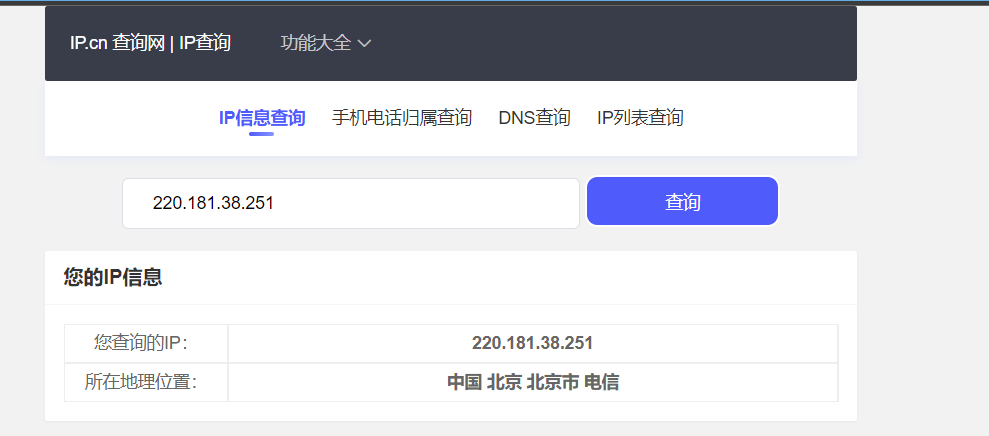 IP.cn 查询网 | IP查询 功能大全
IP信息查询 手机电话归属查询 DNS查询 IP列表查询
220.181.38.251 查询
您的IP信息
您查询的IP： 220.181.38.251
所在地理位置： 中国 北京 北京市 电信